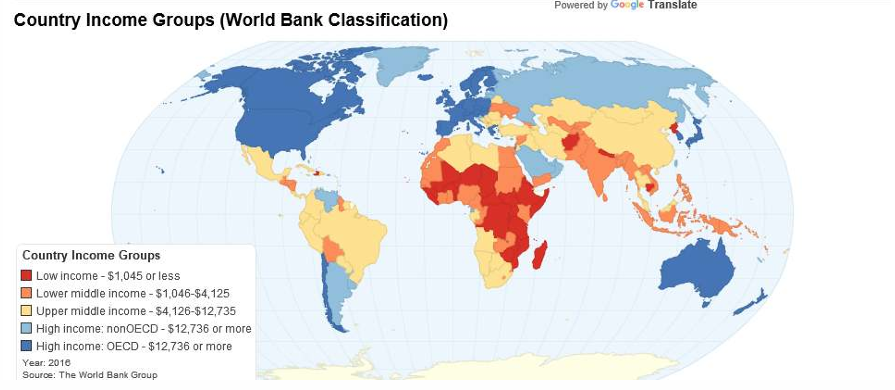 Powered by Google Translate
Country Income Groups (World Bank Classification)
Country Income Groups
Low income - $1,045 or less
Lower middle income - $1,046-$4,125
Upper middle income - $4,126-$12,735
High income: nonOECD - $12,736 or more
High income: OECD - $12,736 or more
Year: 2016
Source: The World Bank Group